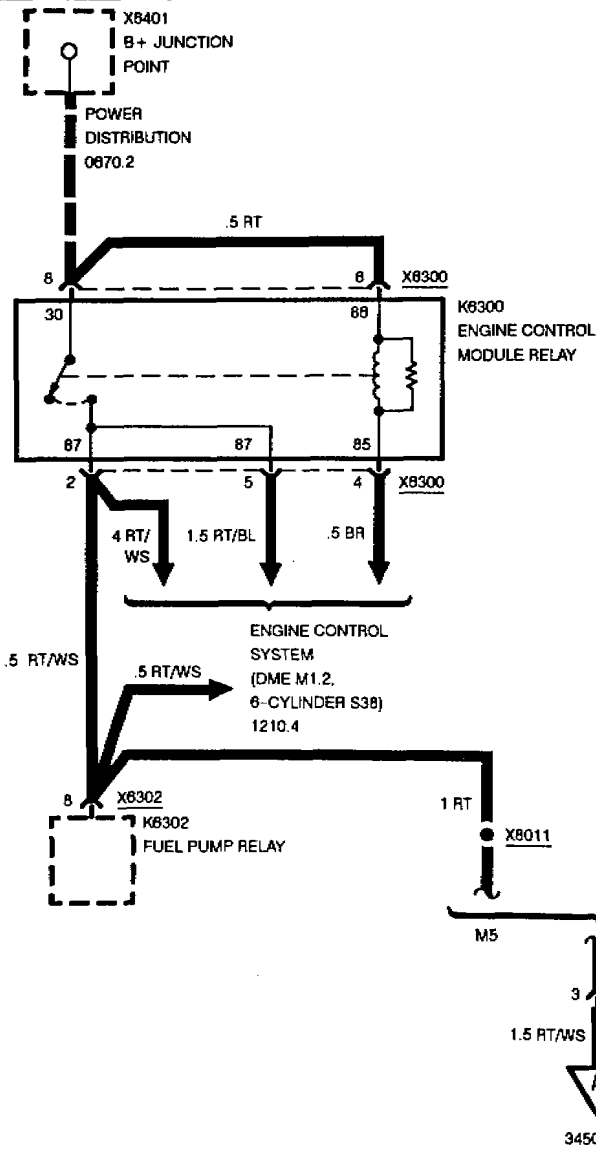 X6401
B+ JUNCTION
POINT
POWER
DISTRIBUTION
0670.2
.5 RT
8
6
X6300
30
86
K6300
ENGINE CONTROL
MODULE RELAY
87
87
85
2
5
4
X6300
4 RT/
WS
1.5 RT/BL
.5 BR
ENGINE CONTROL
SYSTEM
(DME M1.2,
6-CYLINDER S38)
1210.4
.5 RT/WS
.5 RT/WS
8
X6302
K6302
FUEL PUMP RELAY
1 RT
X8011
M5
3
1.5 RT/WS
3450